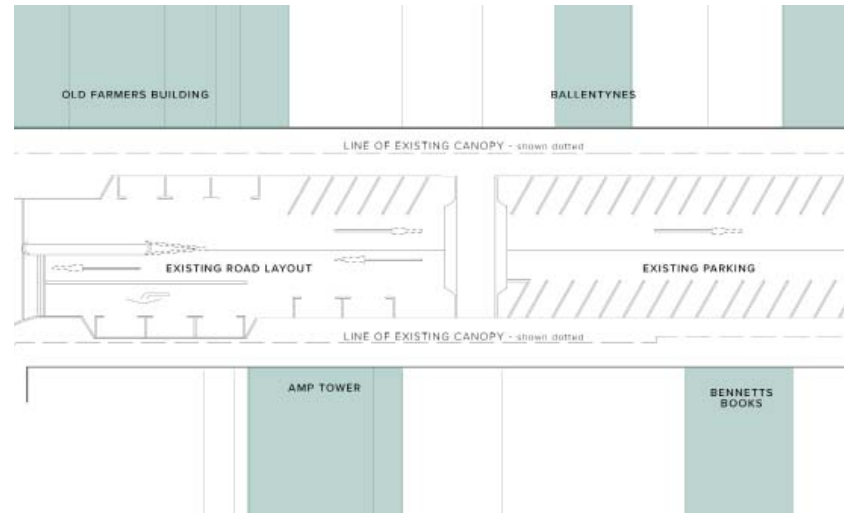 OLD FARMERS BUILDING
BALLENTYNES
LINE OF EXISTING CANOPY - shown dotted
EXISTING ROAD LAYOUT
EXISTING PARKING
LINE OF EXISTING CANOPY - shown dotted
AMP TOWER
BENNETTS
BOOKS